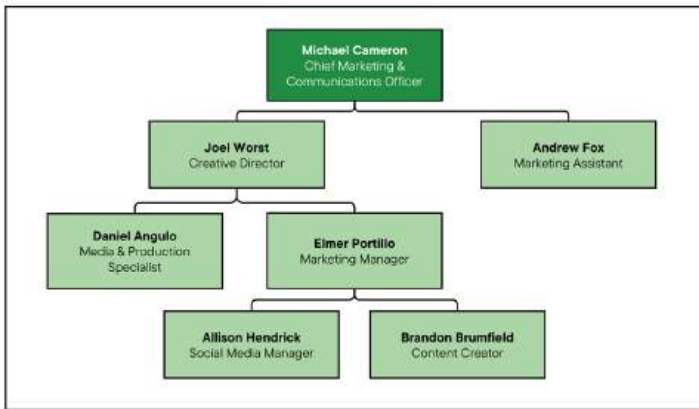 Michael Cameron
Chief Marketing &
Communications Officer
Joel Worst
Creative Director
Andrew Fox
Marketing Assistant
Daniel Angulo
Media & Production
Specialist
Elmer Portillo
Marketing Manager
Allison Hendrick
Social Media Manager
Brandon Brumfield
Content Creator